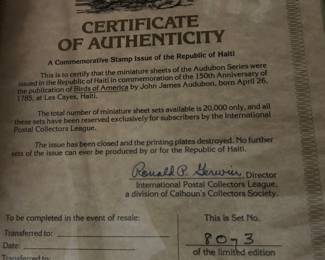 CERTIFICATE
OF AUTHENTICITY
A Commemorative Stamp Issue of the Republic of Haiti
This is to certify that the miniature sheets of the Audubon Series were
issued in the Republic of Haiti in commemoration of the 150th Anniversary of
the publication of Birds of America by John James Audubon, born April 26,
1785, at Les Cayes, Haiti.
The total number of miniature sheet sets available is 20,000 only, and all
these sets have been reserved exclusively for subscribers by the International
Postal Collectors League.
The issue has been closed and the printing plates destroyed. No further
sets of the issue can ever be produced by or for the Republic of Haiti.
Ronald P. Gerwin, Director
International Postal Collectors League,
a division of Calhoun's Collectors Society.
To be completed in the event of resale:
This is Set No.
Transferred to:
8073
Date:
of the limited edition
Transferred to: